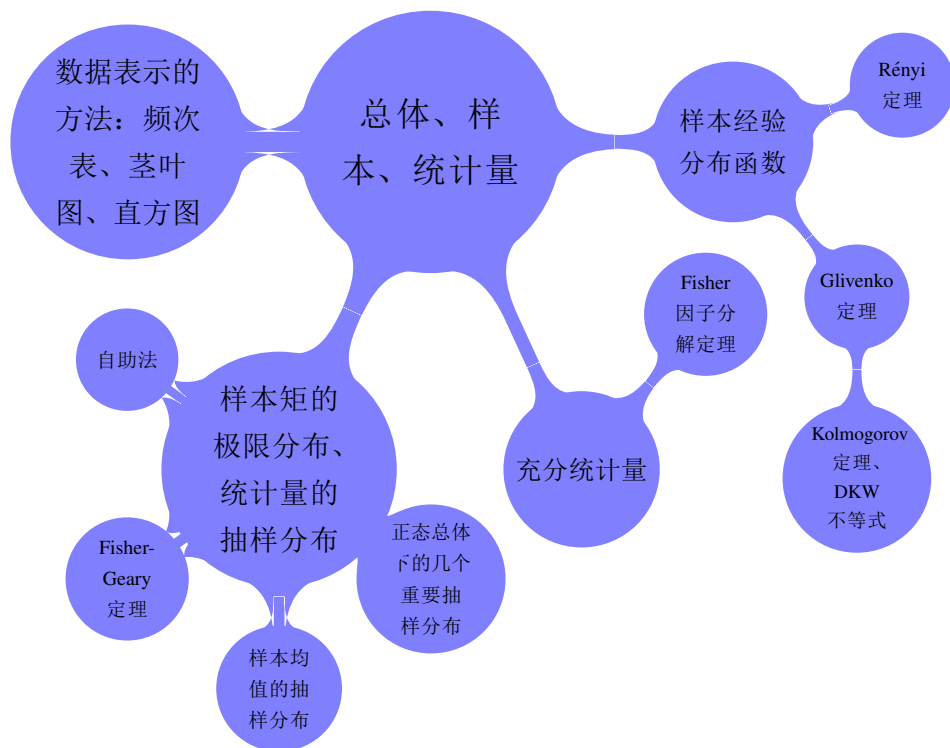 数据表示的
方法：频次
表、茎叶
图、直方图
总体、样
本、统计量
样本经验
分布函数
Rényi
定理
Glivenko
定理
Kolmogorov
定理、
DKW
不等式
Fisher
因子分
解定理
充分统计量
自助法
样本矩的
极限分布、
统计量的
抽样分布
Fisher-
Geary
定理
样本均
值的抽
样分布
正态总体
下的几个
重要抽
样分布